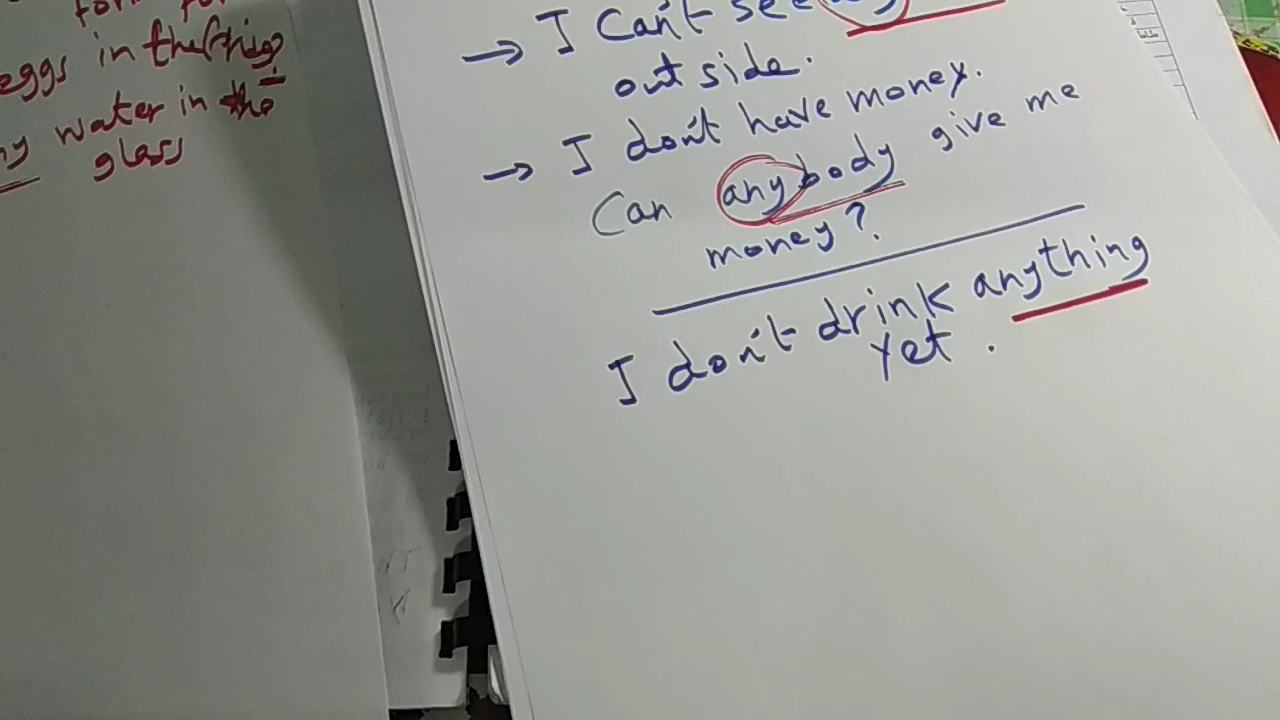 eggs in the
water in the
glass
→ I Can't see
out side.
→ I don't have money.
Can anybody give me
money?
I don't drink anything
yet.